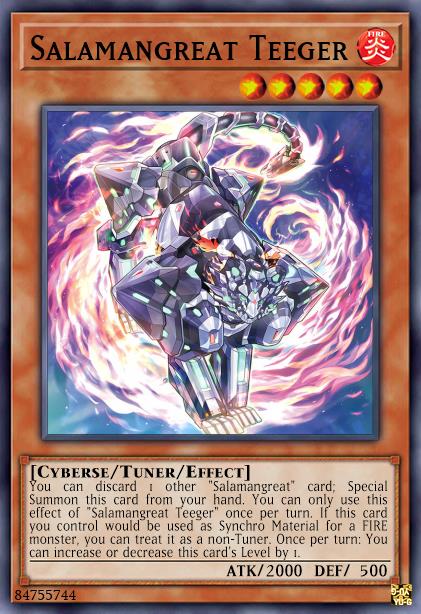 Salamangreat Teeger
FIRE
炎
[Cyberse/Tuner/Effect]
You can discard 1 other "Salamangreat" card; Special
Summon this card from your hand. You can only use this
effect of "Salamangreat Teeger" once per turn. If this card
you control would be used as Synchro Material for a FIRE
monster, you can treat it as a non-Tuner. Once per turn: You
can increase or decrease this card's Level by 1.
ATK/2000 DEF/ 500
84755744